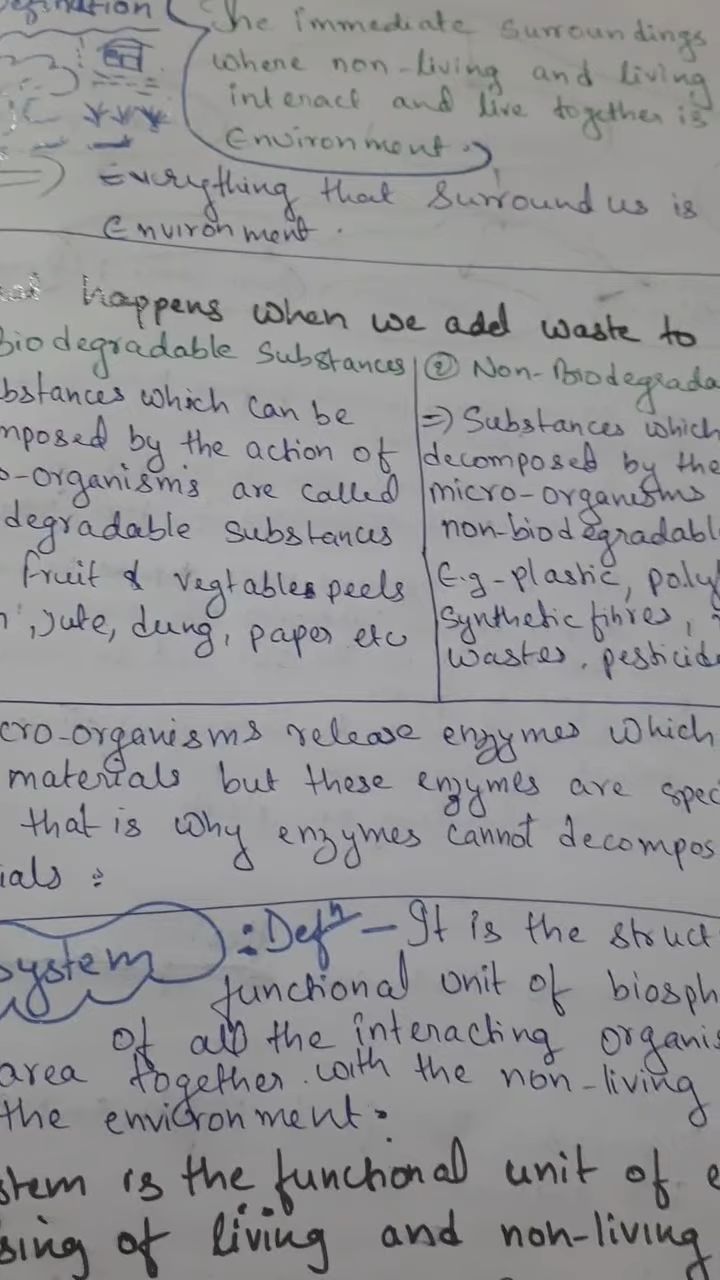 Definition
The immediate surroundings
where non-living and living
interact and live together is
Environment.
=> Everything that surround us is
Environment.
happens when we add waste to
Biodegradable Substances
bstances which can be
mposed by the action of
o-organisms are called
degradable substances
fruit & vegtables peels
, jute, dung, paper etc
② Non-Biodegrada
=> Substances which
decomposed by the
micro-organisms
non-biodegradabl
E.g - plastic, poly
Synthetic fibres,
wastes, pesticid
cro-organisms release enzymes which
materials but these enzymes are spec
that is why enzymes cannot decompos
ials :
system : Defⁿ - It is the struct
functional unit of biosph
of all the interacting organis
area together with the non-living
the environment.
stem is the functional unit of e
sing of living and non-living